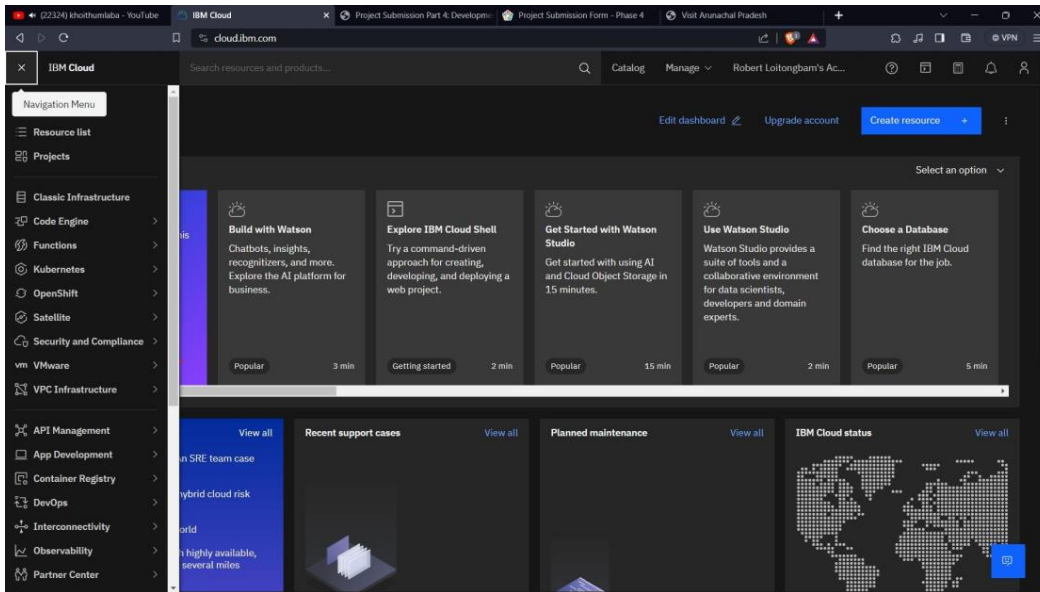 (22324) khoithumlaba - YouTube
IBM Cloud
Project Submission Part 4: Developme
Project Submission Form - Phase 4
Visit Arunachal Pradesh
cloud.ibm.com
VPN
IBM Cloud
Search resources and products...
Catalog
Manage
Robert Loitongbam's Ac...
Navigation Menu
Resource list
Projects
Classic Infrastructure
Code Engine
Functions
Kubernetes
OpenShift
Satellite
Security and Compliance
vm VMware
VPC Infrastructure
API Management
App Development
Container Registry
DevOps
Interconnectivity
Observability
Partner Center
Edit dashboard
Upgrade account
Create resource +
Select an option
is
Build with Watson
Chatbots, insights,
recognizers, and more.
Explore the AI platform for
business.
Popular
3 min
Explore IBM Cloud Shell
Try a command-driven
approach for creating,
developing, and deploying a
web project.
Getting started
2 min
Get Started with Watson
Studio
Get started with using AI
and Cloud Object Storage in
15 minutes.
Popular
15 min
Use Watson Studio
Watson Studio provides a
suite of tools and a
collaborative environment
for data scientists,
developers and domain
experts.
Popular
2 min
Choose a Database
Find the right IBM Cloud
database for the job.
Popular
5 min
View all
An SRE team case
hybrid cloud risk
orld
h highly available,
several miles
Recent support cases
View all
Planned maintenance
View all
IBM Cloud status
View all